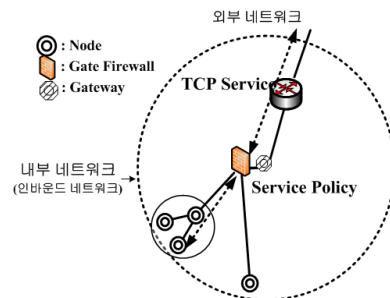 외부 네트워크
: Node
: Gate Firewall
: Gateway
TCP Service
내부 네트워크
(인바운드 네트워크)
Service Policy